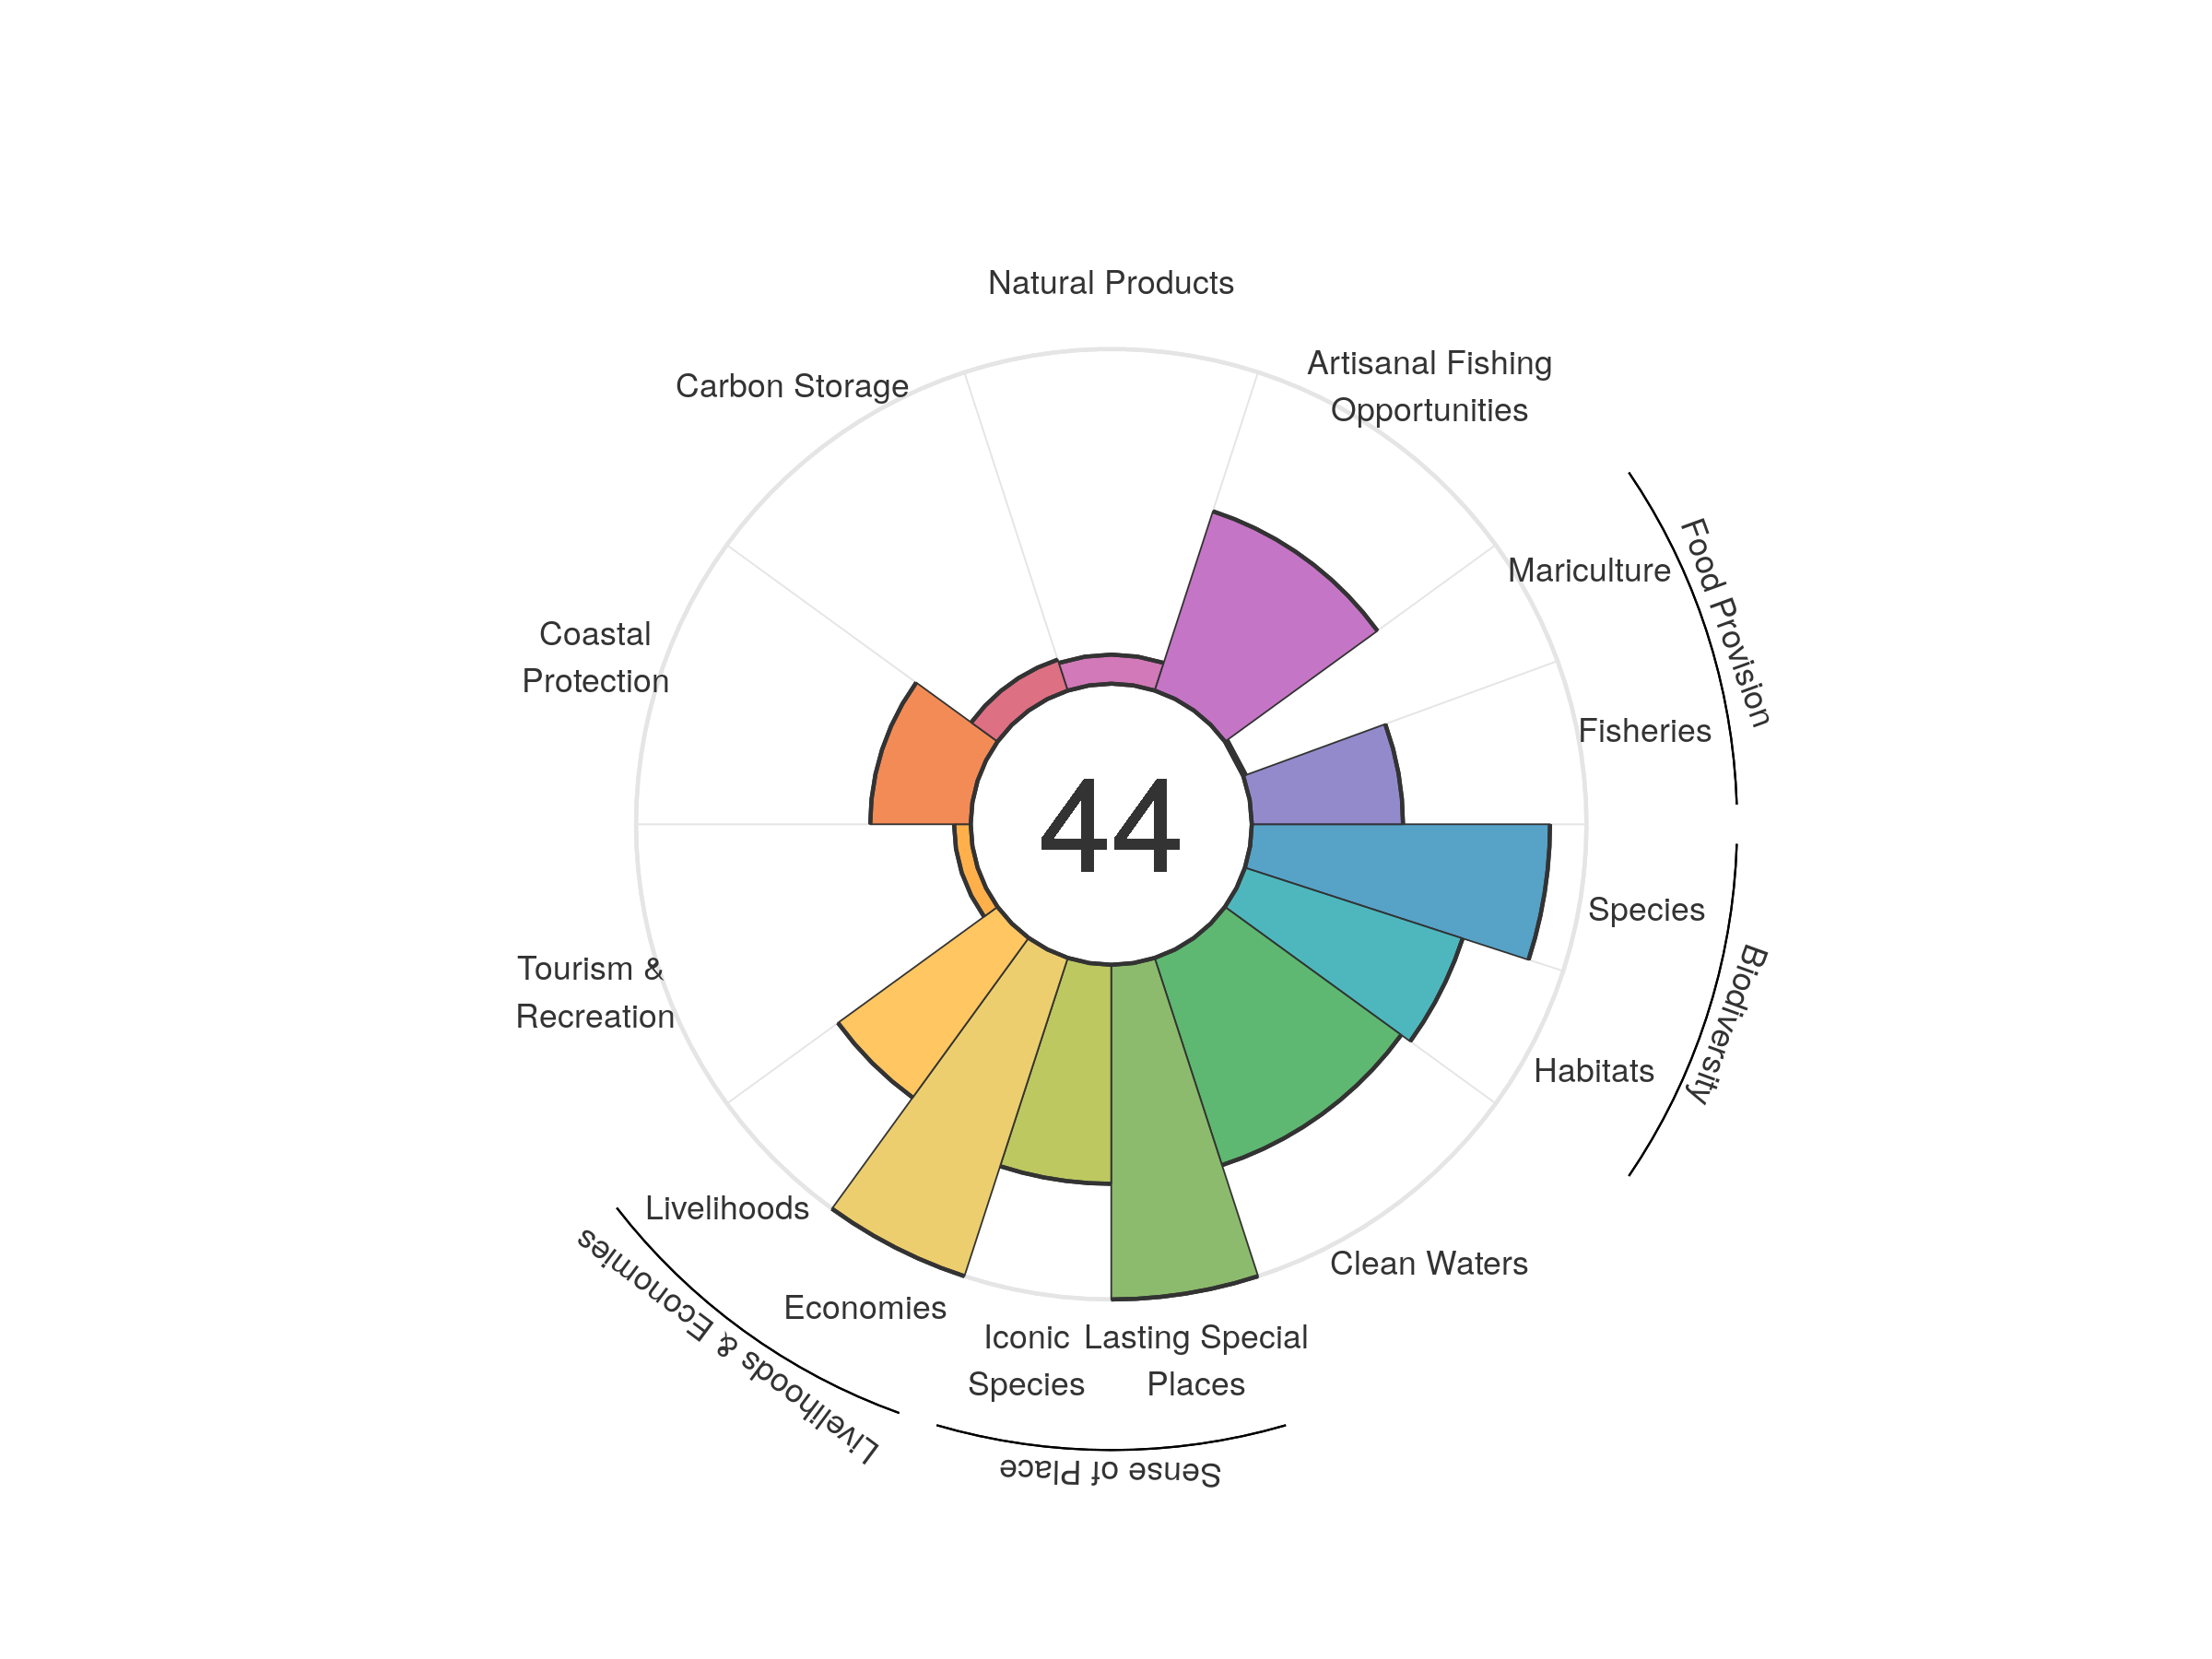 Natural Products
Artisanal Fishing
Opportunities
Carbon Storage
Mariculture
Food Provision
Coastal
Protection
Fisheries
44
Species
Biodiversity
Tourism &
Recreation
Habitats
Livelihoods
Clean Waters
Livelihoods & Economies
Economies
Iconic
Species
Lasting Special
Places
Sense of Place